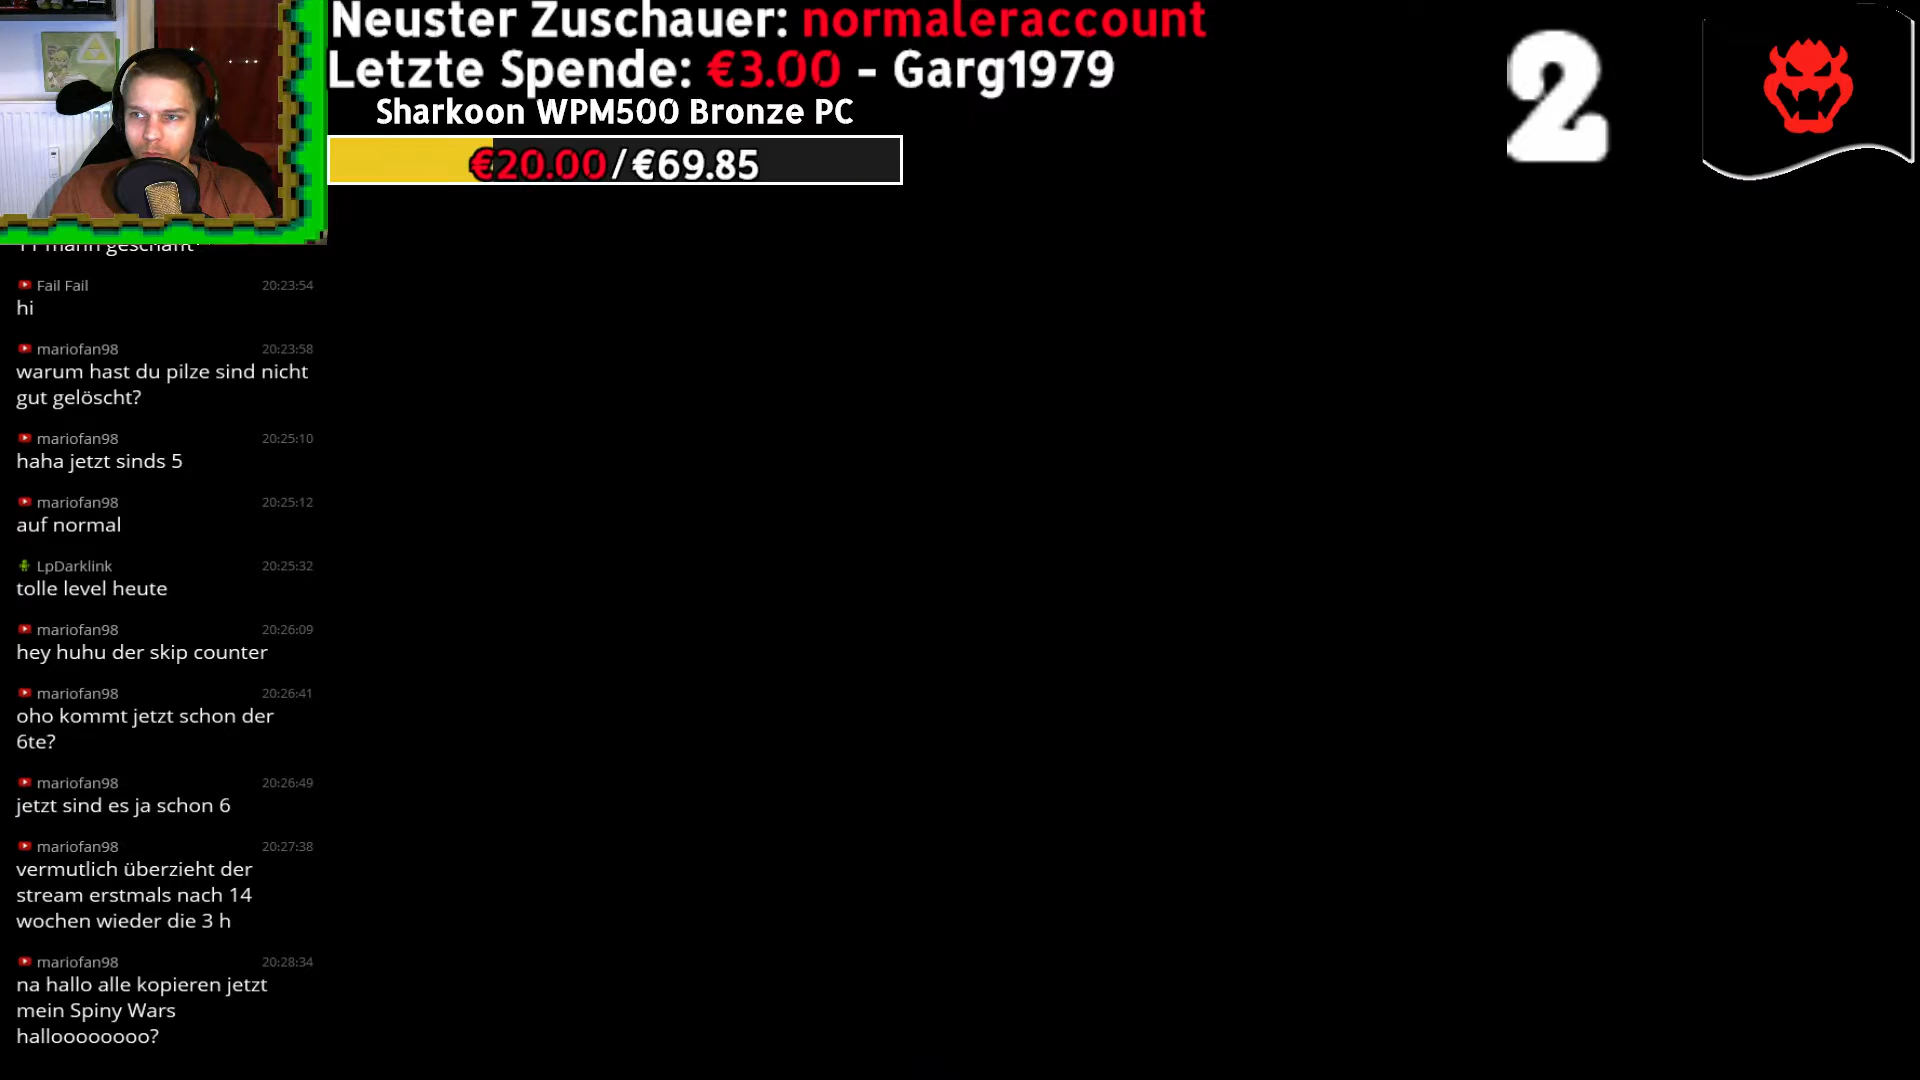 Neuster Zuschauer: normaleraccount
Letzte Spende: €3.00 - Garg1979
Sharkoon WPM500 Bronze PC
€20.00/€69.85
2
11 mann geschafft
Fail Fail 20:23:54
hi
mariofan98 20:23:58
warum hast du pilze sind nicht
gut gelöscht?
mariofan98 20:25:10
haha jetzt sinds 5
mariofan98 20:25:12
auf normal
LpDarklink 20:25:32
tolle level heute
mariofan98 20:26:09
hey huhu der skip counter
mariofan98 20:26:41
oho kommt jetzt schon der
6te?
mariofan98 20:26:49
jetzt sind es ja schon 6
mariofan98 20:27:38
vermutlich überzieht der
stream erstmals nach 14
wochen wieder die 3 h
mariofan98 20:28:34
na hallo alle kopieren jetzt
mein Spiny Wars
halloooooooo?